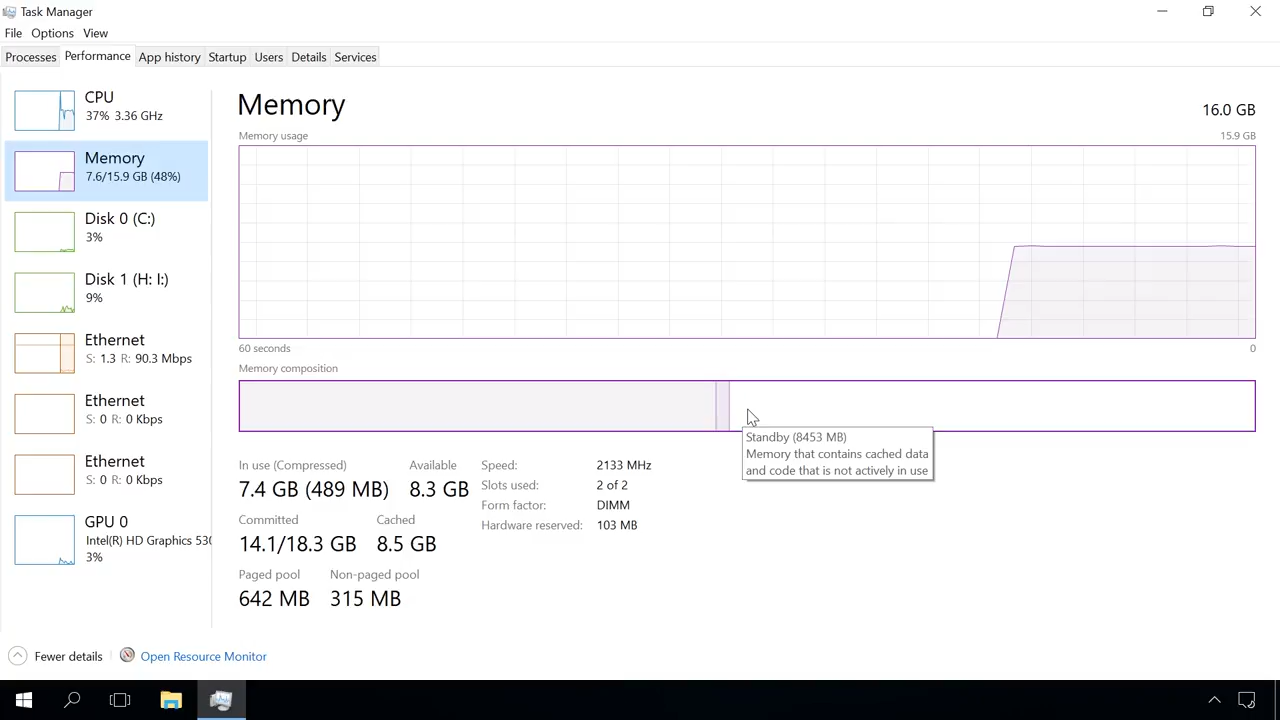 Task Manager
File Options View
Processes Performance App history Startup Users Details Services
CPU
37% 3.36 GHz
Memory
7.6/15.9 GB (48%)
Disk 0 (C:)
3%
Disk 1 (H: I:)
9%
Ethernet
S: 1.3 R: 90.3 Mbps
Ethernet
S: 0 R: 0 Kbps
Ethernet
S: 0 R: 0 Kbps
GPU 0
Intel(R) HD Graphics 530
3%
Memory 16.0 GB
Memory usage 15.9 GB
60 seconds 0
Memory composition
Standby (8453 MB)
Memory that contains cached data
and code that is not actively in use
In use (Compressed) Available
7.4 GB (489 MB) 8.3 GB
Committed Cached
14.1/18.3 GB 8.5 GB
Paged pool Non-paged pool
642 MB 315 MB
Speed: 2133 MHz
Slots used: 2 of 2
Form factor: DIMM
Hardware reserved: 103 MB
Fewer details Open Resource Monitor